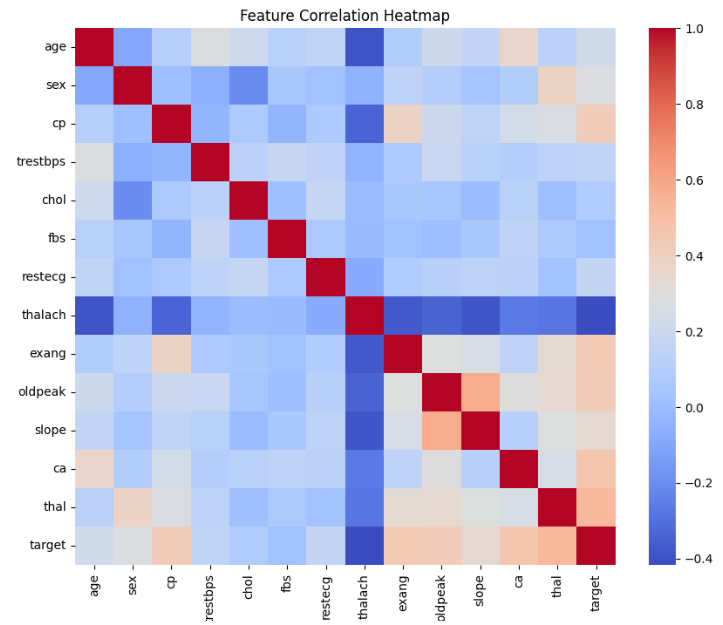 Feature Correlation Heatmap
age
sex
cp
trestbps
chol
fbs
restecg
thalach
exang
oldpeak
slope
ca
thal
target
age
sex
cp
trestbps
chol
fbs
restecg
thalach
exang
oldpeak
slope
ca
thal
target
1.0
0.8
0.6
0.4
0.2
0.0
−0.2
−0.4